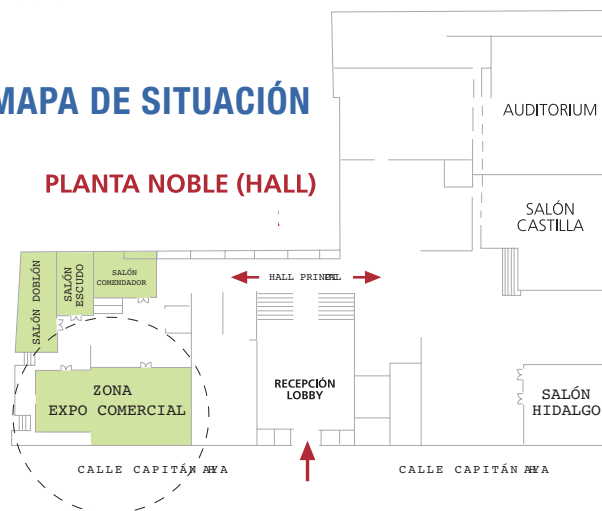 MAPA DE SITUACIÓN
PLANTA NOBLE (HALL)
AUDITORIUM
SALÓN
CASTILLA
SALÓN DOBLÓN
SALÓN
ESCUDO
SALÓN
COMENDADOR
HALL
ZONA
EXPO COMERCIAL
RECEPCIÓN
LOBBY
SALÓN
HIDALGO
CALLE CAPITÁN
CALLE CAPITÁN